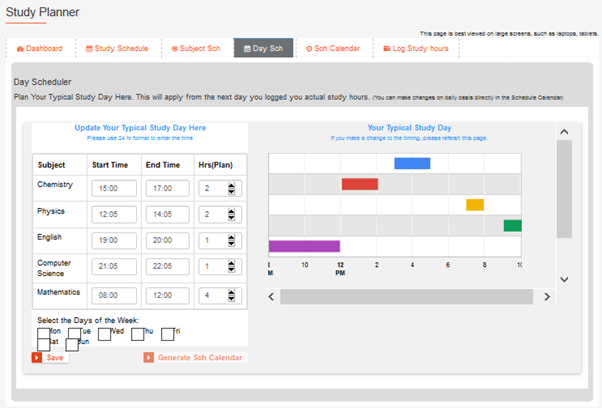 Study Planner
This page is best viewed on large screens, such as laptops, tablets.
Dashboard Study Schedule Subject Sch Day Sch Sch Calendar Log Study hours
Day Scheduler
Plan Your Typical Study Day Here. This will apply from the next day you logged you actual study hours. (You can make changes on daily basis directly in the Schedule Calendar)
Update Your Typical Study Day Here
Please use 24 hr format to enter the time
Subject Start Time End Time Hrs(Plan)
Chemistry 15:00 17:00 2
Physics 12:05 14:05 2
English 19:00 20:00 1
Computer
Science 21:05 22:05 1
Mathematics 08:00 12:00 4
Select the Days of the Week:
Mon Tue Wed Thu Fri
Sat Sun
Save Generate Sch Calendar
Your Typical Study Day
If you make a change to the timing, please refersh this page.
10 12 2 4 6 8
M PM